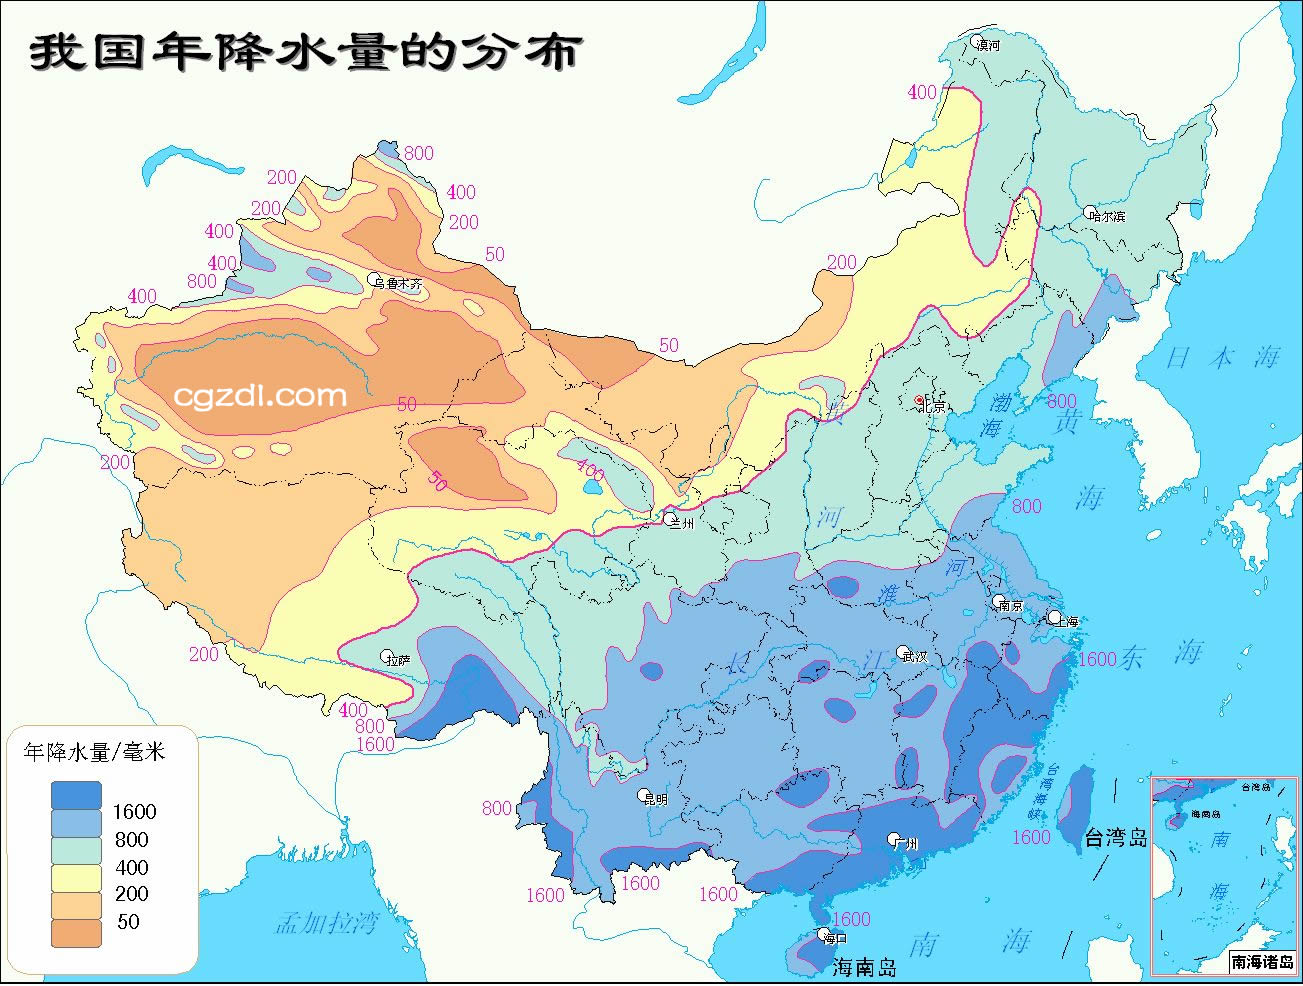 我国年降水量的分布
漠河
400
800
200
400
200
200
哈尔滨
400
50
400
200
800
乌鲁木齐
400
50
日本海
cgzdl.com
50
800
北京
渤海
黄
黄
200
400
50
海
800
兰州
河
淮
河
南京
上海
200
拉萨
长
江
武汉
1600
东海
400
800
1600
年降水量/毫米
1600
800
400
200
50
800
昆明
台湾海峡
1600
台湾岛
广州
1600
1600
1600
1600
海口
海南岛
孟加拉湾
南海
台湾岛
海南岛
南
海
南海诸岛